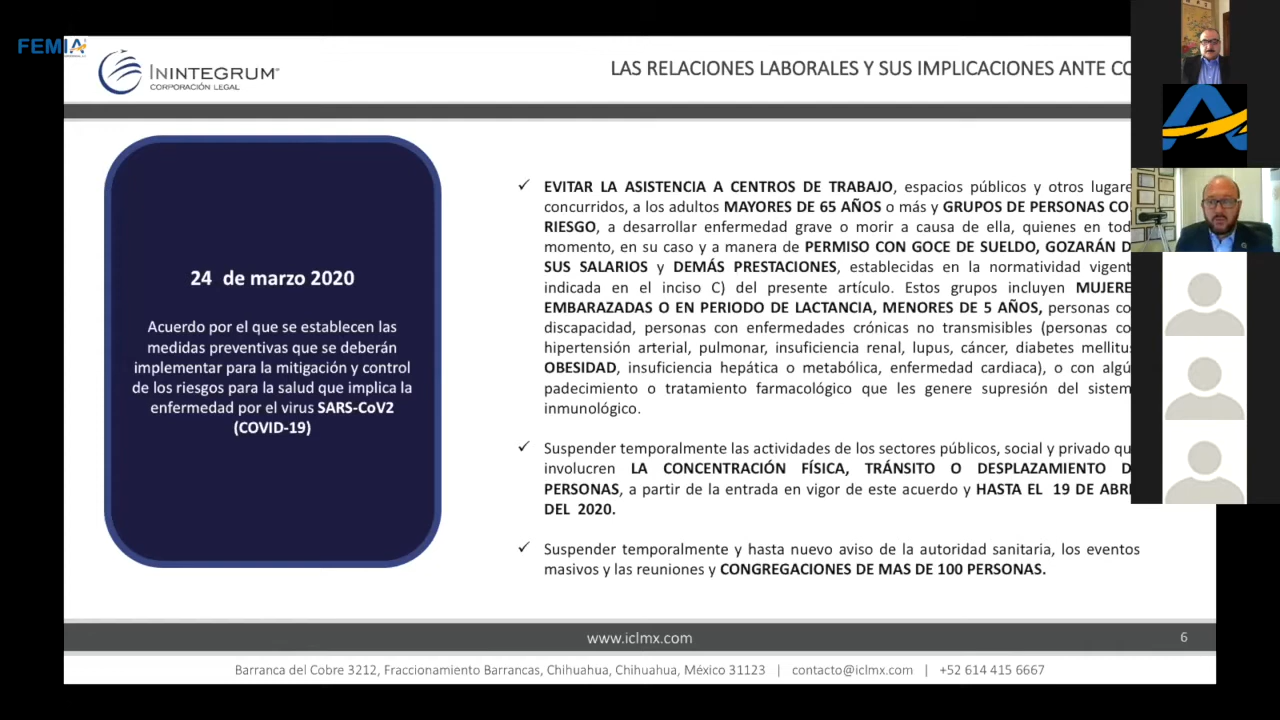 FEMIA
ININTEGRUM
CORPORACIÓN LEGAL
LAS RELACIONES LABORALES Y SUS IMPLICACIONES ANTE CO
24 de marzo 2020
Acuerdo por el que se establecen las
medidas preventivas que se deberán
implementar para la mitigación y control
de los riesgos para la salud que implica la
enfermedad por el virus SARS-CoV2
(COVID-19)
✓ EVITAR LA ASISTENCIA A CENTROS DE TRABAJO, espacios públicos y otros lugare
concurridos, a los adultos MAYORES DE 65 AÑOS o más y GRUPOS DE PERSONAS CO
RIESGO, a desarrollar enfermedad grave o morir a causa de ella, quienes en tod
momento, en su caso y a manera de PERMISO CON GOCE DE SUELDO, GOZARÁN D
SUS SALARIOS y DEMÁS PRESTACIONES, establecidas en la normatividad vigent
indicada en el inciso C) del presente artículo. Estos grupos incluyen MUJERE
EMBARAZADAS O EN PERIODO DE LACTANCIA, MENORES DE 5 AÑOS, personas co
discapacidad, personas con enfermedades crónicas no transmisibles (personas co
hipertensión arterial, pulmonar, insuficiencia renal, lupus, cáncer, diabetes mellitu
OBESIDAD, insuficiencia hepática o metabólica, enfermedad cardiaca), o con algú
padecimiento o tratamiento farmacológico que les genere supresión del sistem
inmunológico.
✓ Suspender temporalmente las actividades de los sectores públicos, social y privado qu
involucren LA CONCENTRACIÓN FÍSICA, TRÁNSITO O DESPLAZAMIENTO D
PERSONAS, a partir de la entrada en vigor de este acuerdo y HASTA EL 19 DE ABR
DEL 2020.
✓ Suspender temporalmente y hasta nuevo aviso de la autoridad sanitaria, los eventos
masivos y las reuniones y CONGREGACIONES DE MAS DE 100 PERSONAS.
www.iclmx.com
6
Barranca del Cobre 3212, Fraccionamiento Barrancas, Chihuahua, Chihuahua, México 31123 | contacto@iclmx.com | +52 614 415 6667